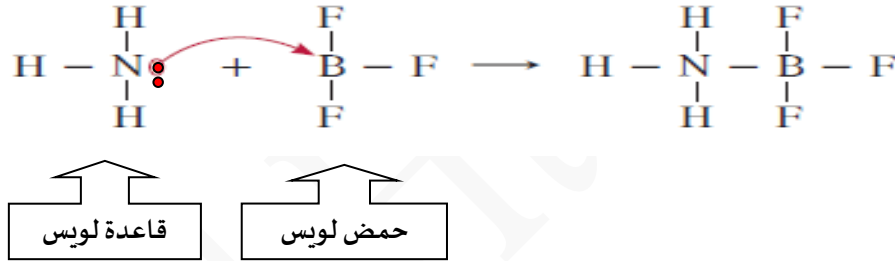 H F F
H – N : + B – F ⟶ H – N – B – F
H F H F
قاعدة لويس حمض لويس